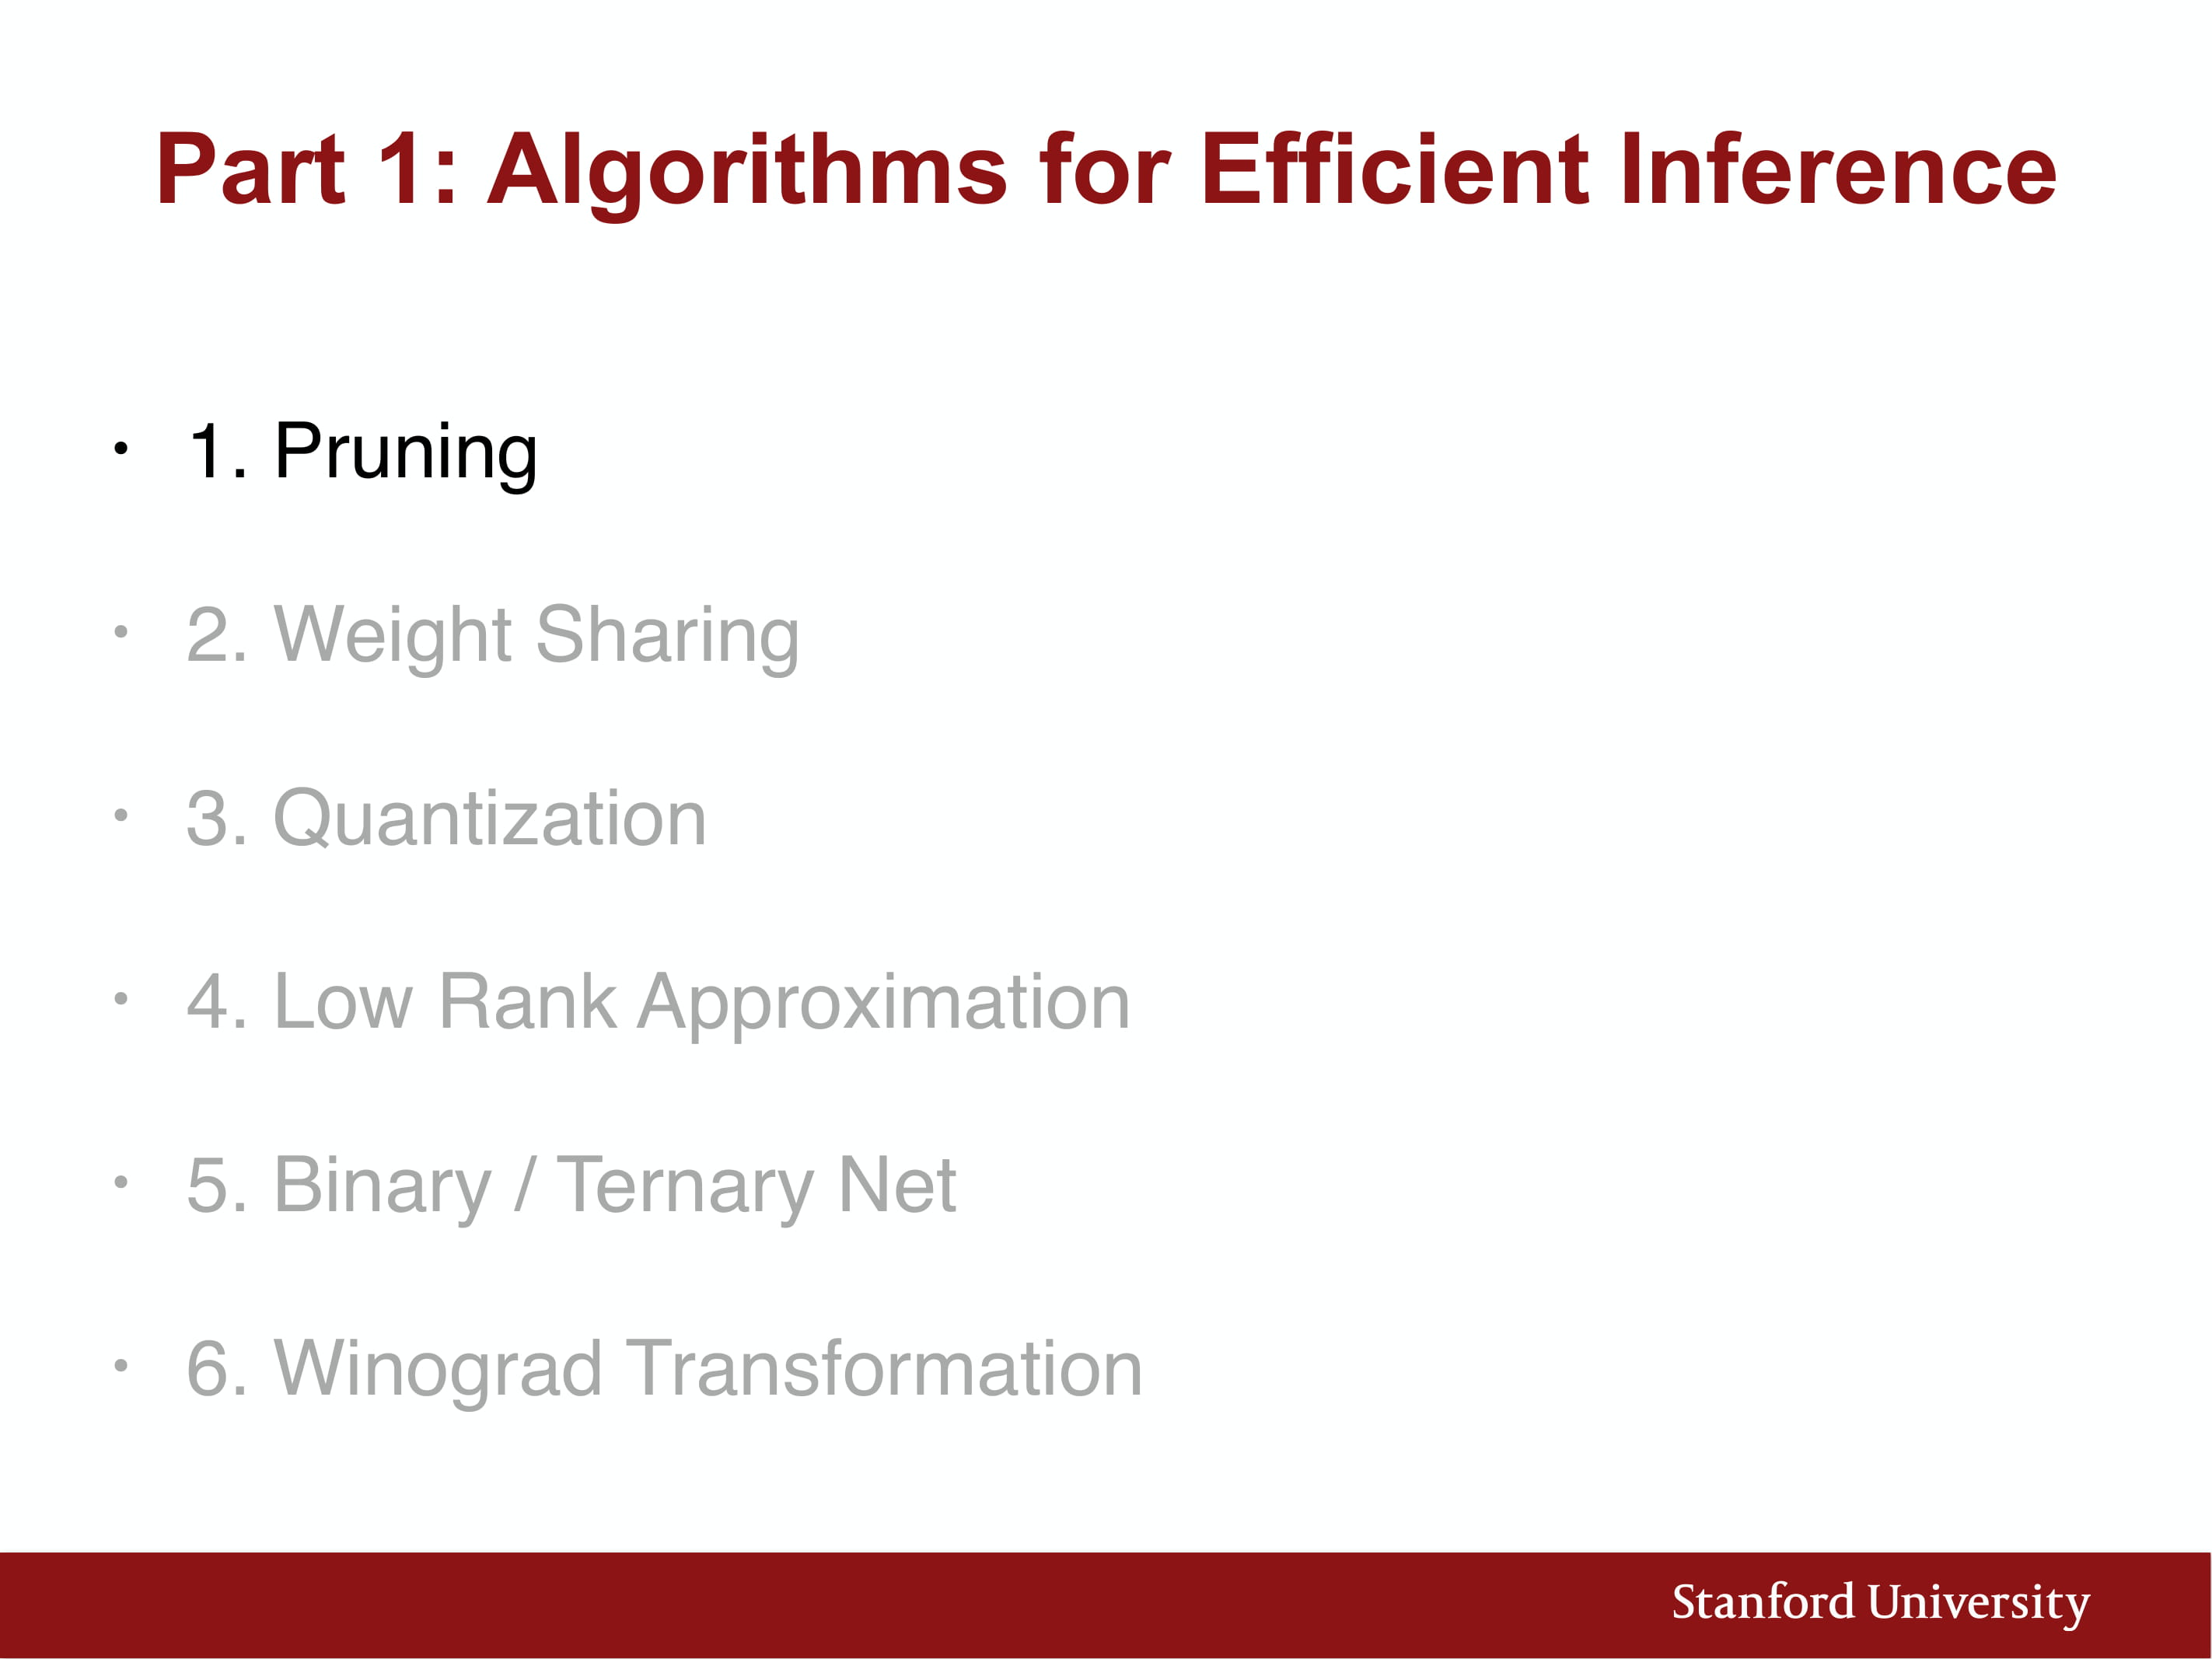 Part 1: Algorithms for Efficient Inference
• 1. Pruning
• 2. Weight Sharing
• 3. Quantization
• 4. Low Rank Approximation
• 5. Binary / Ternary Net
• 6. Winograd Transformation
Stanford University